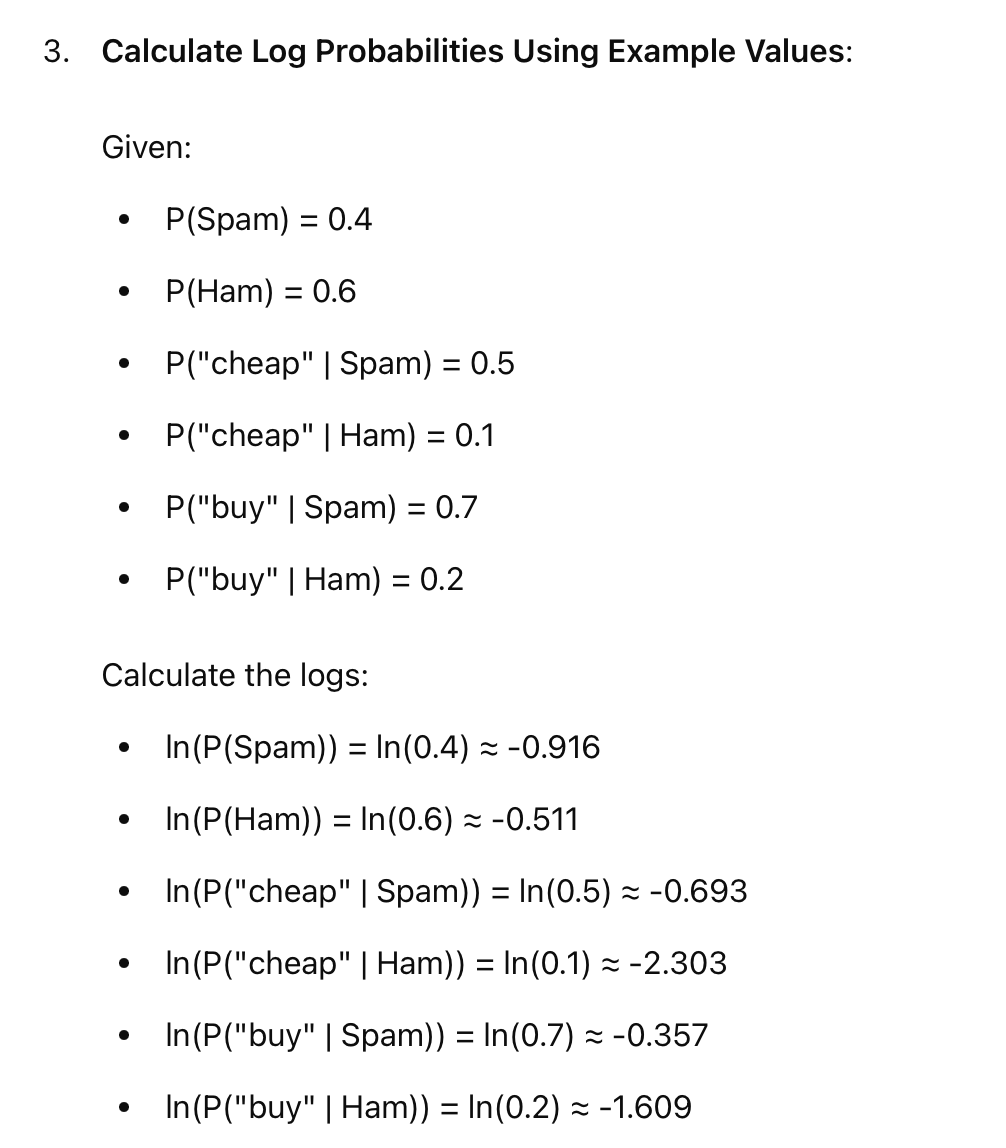 3. Calculate Log Probabilities Using Example Values:
Given:
• P(Spam) = 0.4
• P(Ham) = 0.6
• P("cheap" | Spam) = 0.5
• P("cheap" | Ham) = 0.1
• P("buy" | Spam) = 0.7
• P("buy" | Ham) = 0.2
Calculate the logs:
• ln(P(Spam)) = ln(0.4) ≈ -0.916
• ln(P(Ham)) = ln(0.6) ≈ -0.511
• ln(P("cheap" | Spam)) = ln(0.5) ≈ -0.693
• ln(P("cheap" | Ham)) = ln(0.1) ≈ -2.303
• ln(P("buy" | Spam)) = ln(0.7) ≈ -0.357
• ln(P("buy" | Ham)) = ln(0.2) ≈ -1.609